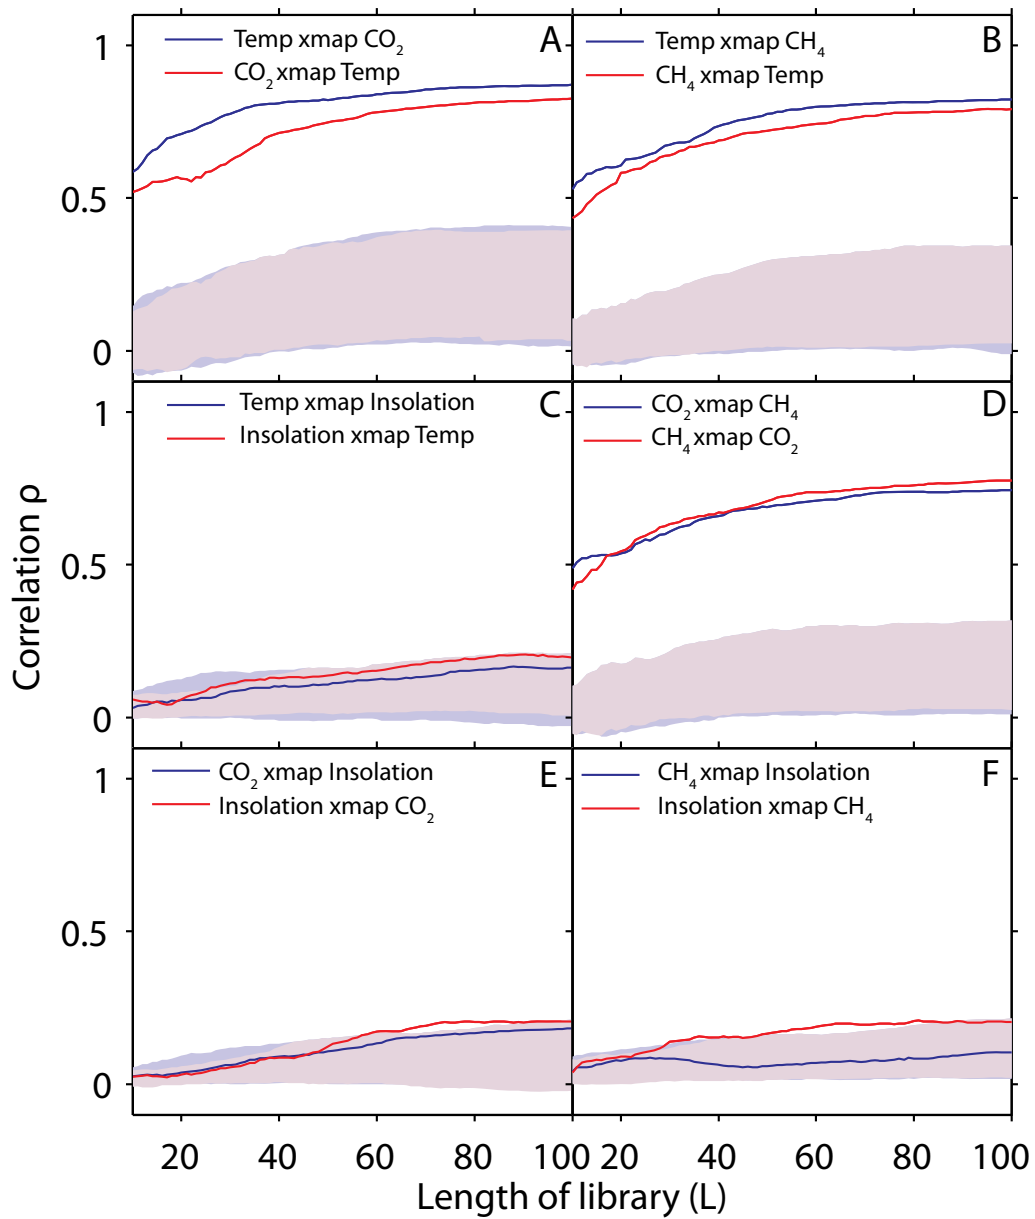 Temp xmap CO₂
CO₂ xmap Temp
A
Temp xmap CH₄
CH₄ xmap Temp
B
1
0.5
0
Temp xmap Insolation
Insolation xmap Temp
C
CO₂ xmap CH₄
CH₄ xmap CO₂
D
1
0.5
0
Correlation ρ
CO₂ xmap Insolation
Insolation xmap CO₂
E
CH₄ xmap Insolation
Insolation xmap CH₄
F
1
0.5
0
20 40 60 80 100 20 40 60 80 100
Length of library (L)